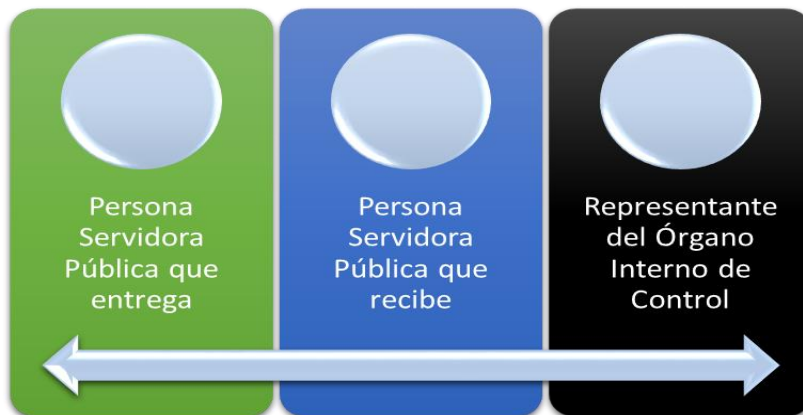 Persona
Servidora
Pública que
entrega
Persona
Servidora
Pública que
recibe
Representante
del Órgano
Interno de
Control